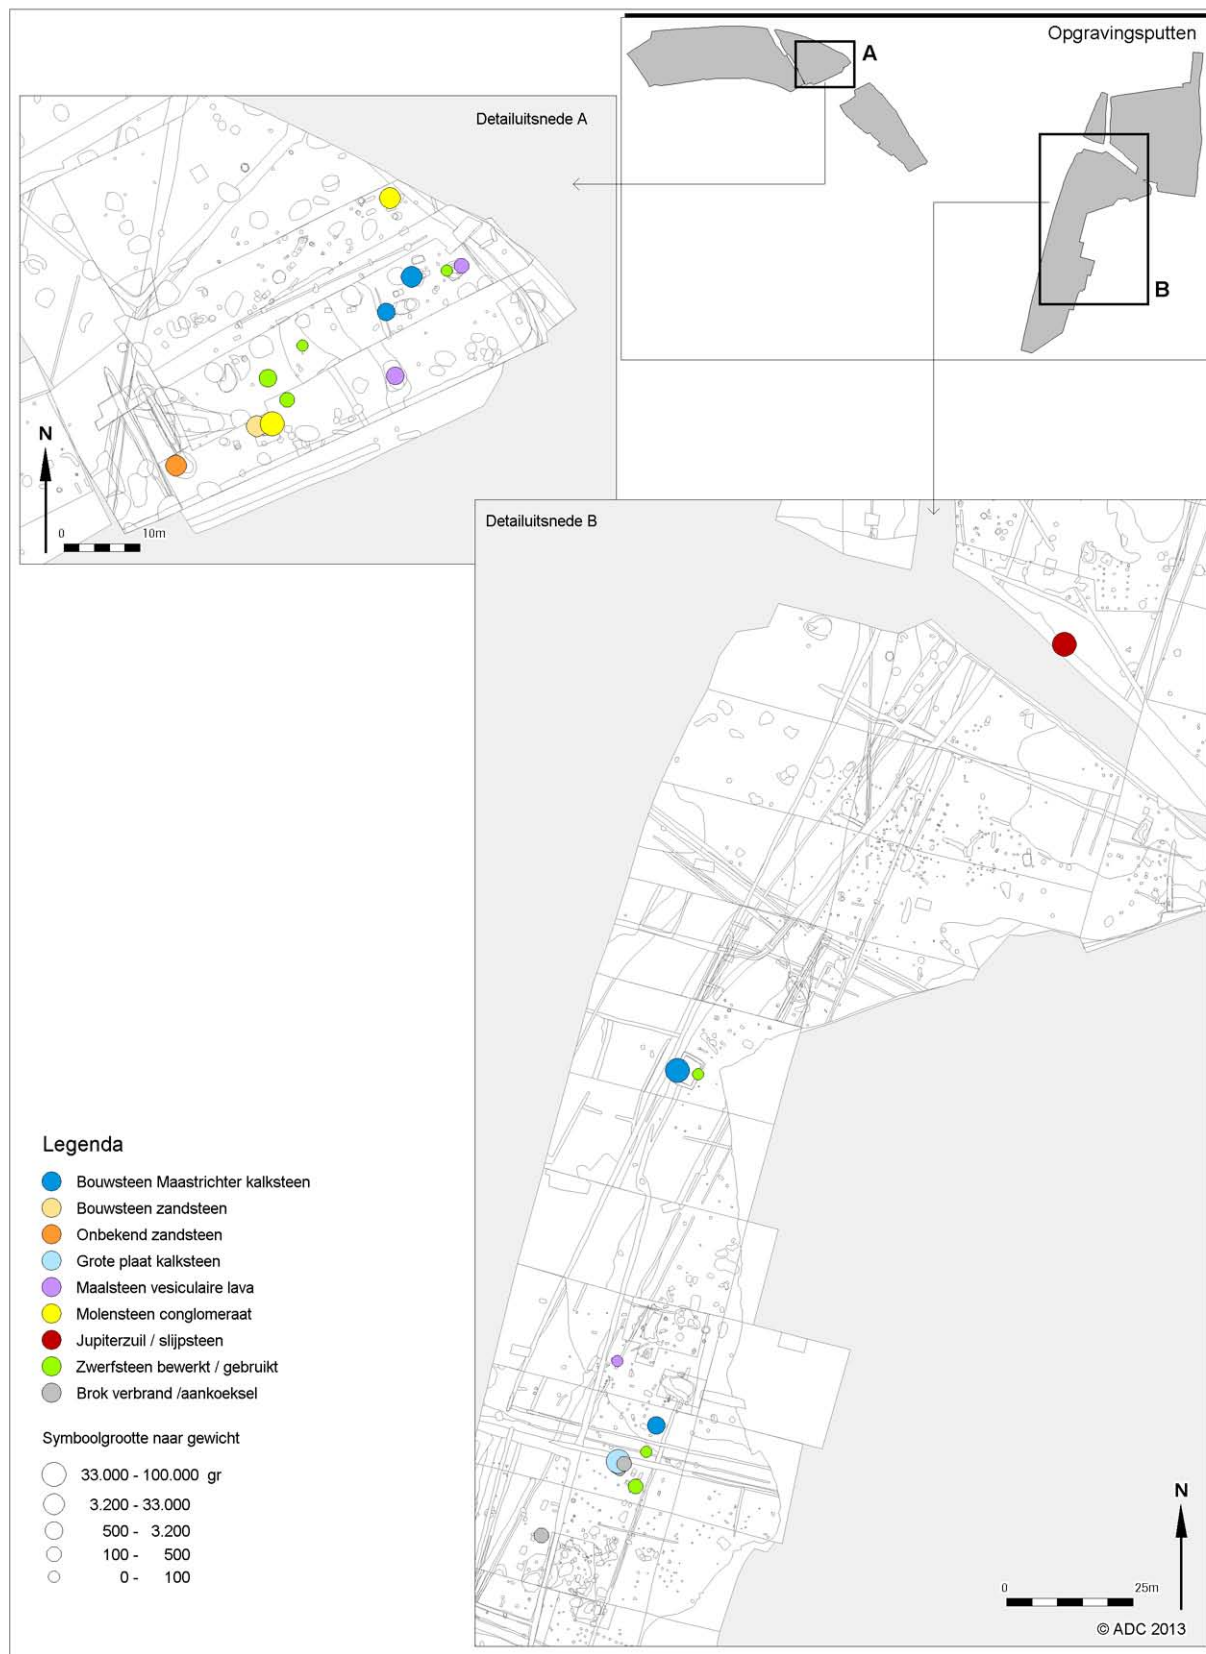 Opgravingsputten
A
B
Detailuitsnede A
N
0 10m
Detailuitsnede B
Legenda
Bouwsteen Maastrichter kalksteen
Bouwsteen zandsteen
Onbekend zandsteen
Grote plaat kalksteen
Maalsteen vesiculaire lava
Molensteen conglomeraat
Jupiterzuil / slijpsteen
Zwerfsteen bewerkt / gebruikt
Brok verbrand /aankoeksel
Symboolgrootte naar gewicht
33.000 - 100.000 gr
3.200 - 33.000
500 - 3.200
100 - 500
0 - 100
N
0 25m
© ADC 2013